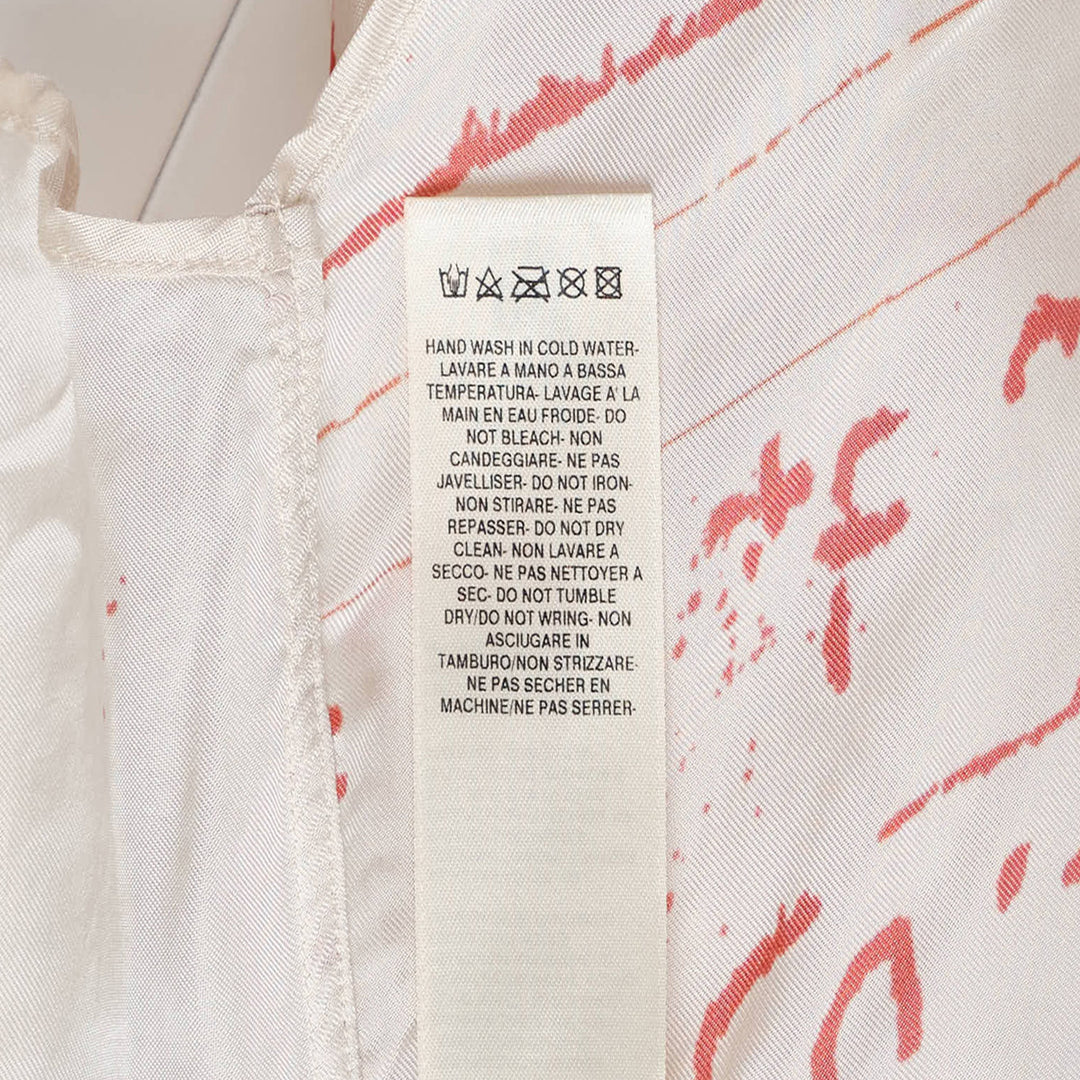 HAND WASH IN COLD WATER-
LAVARE A MANO A BASSA
TEMPERATURA- LAVAGE A' LA
MAIN EN EAU FROIDE- DO
NOT BLEACH- NON
CANDEGGIARE- NE PAS
JAVELLISER- DO NOT IRON-
NON STIRARE- NE PAS
REPASSER- DO NOT DRY
CLEAN- NON LAVARE A
SECCO- NE PAS NETTOYER A
SEC- DO NOT TUMBLE
DRY/DO NOT WRING- NON
ASCIUGARE IN
TAMBURO/NON STRIZZARE-
NE PAS SECHER EN
MACHINE/NE PAS SERRER-